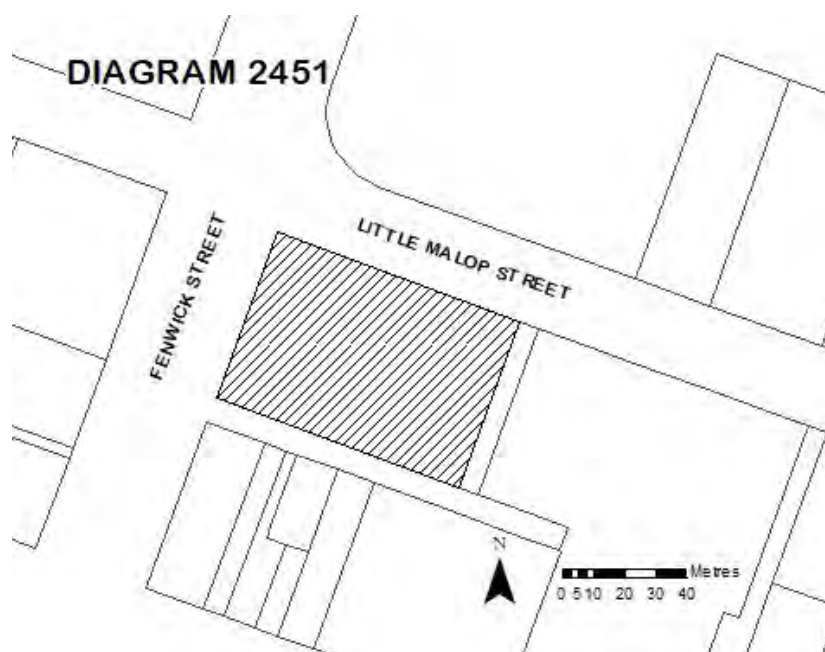 DIAGRAM 2451
LITTLE MALOP STREET
FENWICK STREET
N
Metres
0 5 10 20 30 40